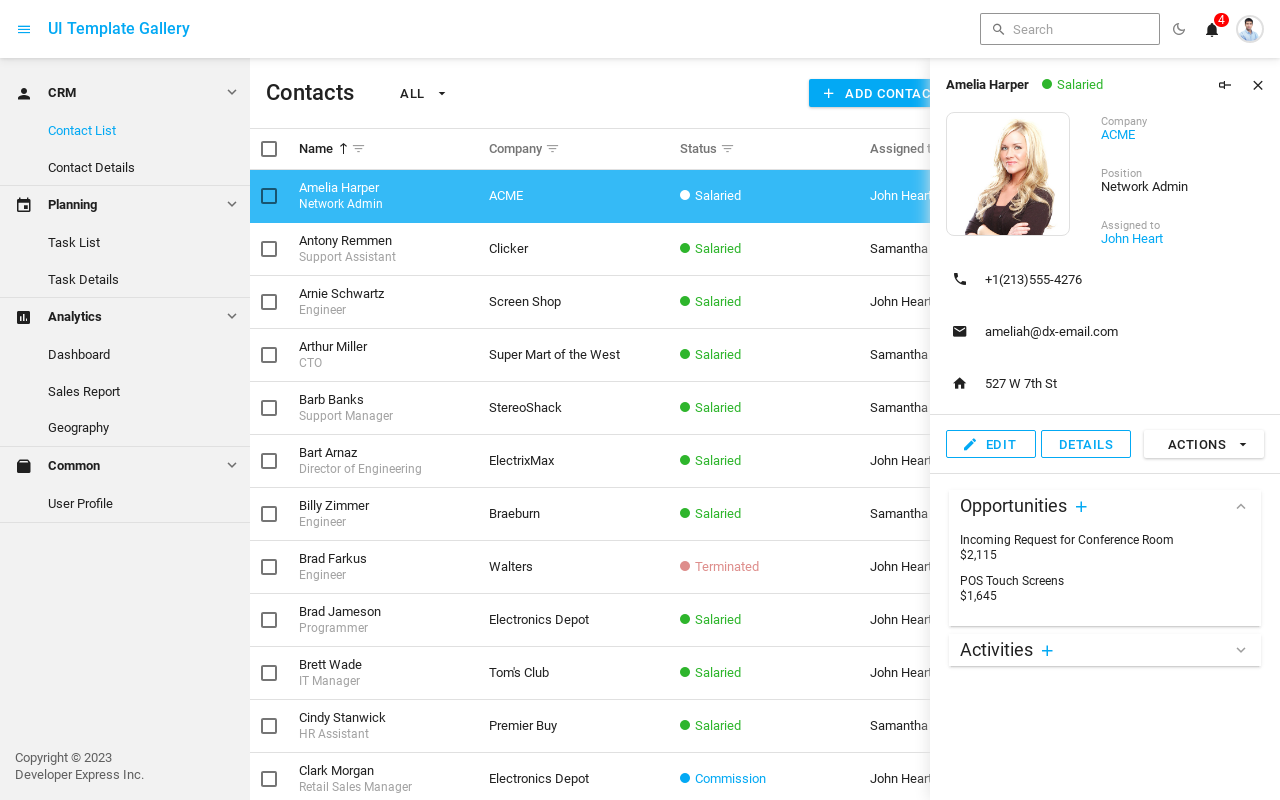 UI Template Gallery
Search
4
CRM
Contact List
Contact Details
Planning
Task List
Task Details
Analytics
Dashboard
Sales Report
Geography
Common
User Profile
Copyright © 2023
Developer Express Inc.
Contacts
ALL
ADD CONTAC
Name
Company
Status
Assigned
Amelia Harper
Network Admin
ACME
Salaried
John Heart
Antony Remmen
Support Assistant
Clicker
Salaried
Samantha
Arnie Schwartz
Engineer
Screen Shop
Salaried
John Heart
Arthur Miller
CTO
Super Mart of the West
Salaried
Samantha
Barb Banks
Support Manager
StereoShack
Salaried
Samantha
Bart Arnaz
Director of Engineering
ElectrixMax
Salaried
John Heart
Billy Zimmer
Engineer
Braeburn
Salaried
Samantha
Brad Farkus
Engineer
Walters
Terminated
John Heart
Brad Jameson
Programmer
Electronics Depot
Salaried
John Heart
Brett Wade
IT Manager
Tom's Club
Salaried
John Heart
Cindy Stanwick
HR Assistant
Premier Buy
Salaried
Samantha
Clark Morgan
Retail Sales Manager
Electronics Depot
Commission
John Heart
Amelia Harper
Salaried
Company
ACME
Position
Network Admin
Assigned to
John Heart
+1(213)555-4276
ameliah@dx-email.com
527 W 7th St
EDIT
DETAILS
ACTIONS
Opportunities
Incoming Request for Conference Room
$2,115
POS Touch Screens
$1,645
Activities